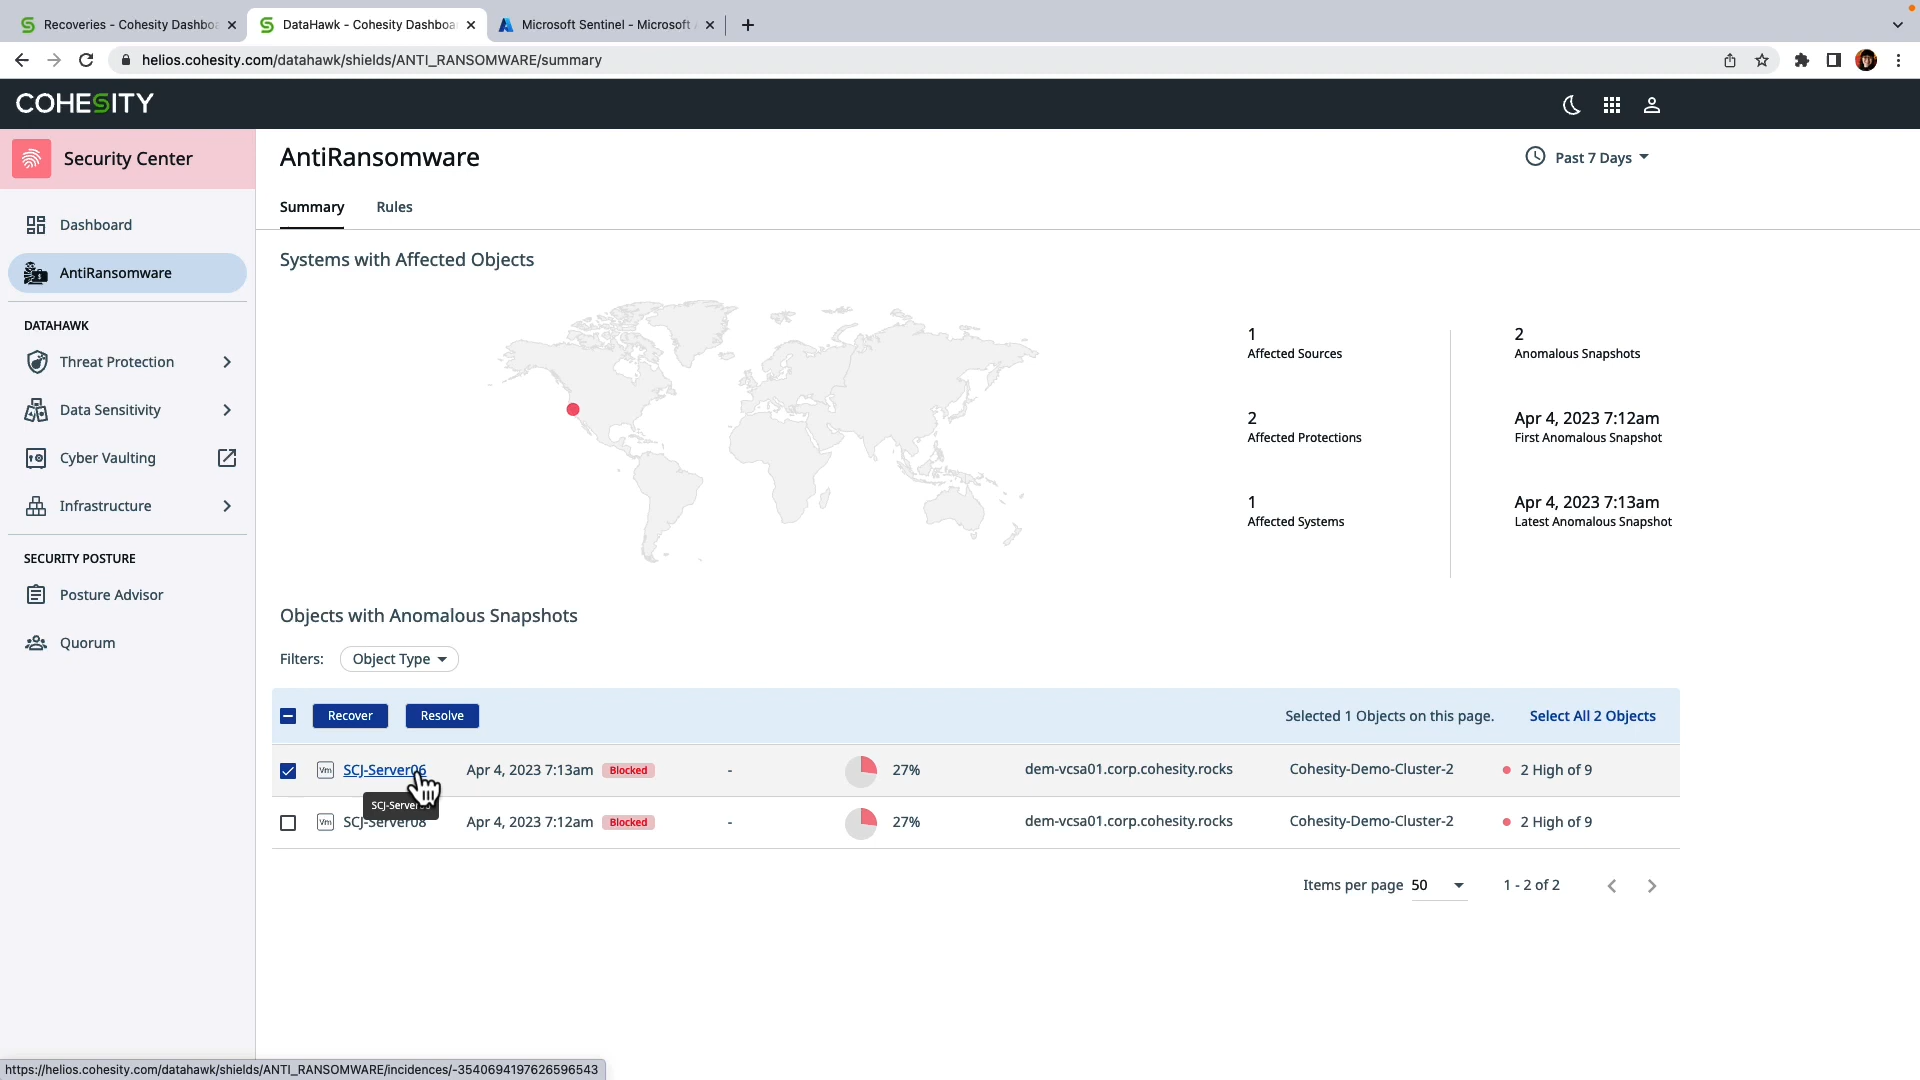 Recoveries - Cohesity Dashbo
DataHawk - Cohesity Dashboa
Microsoft Sentinel - Microsoft
helios.cohesity.com/datahawk/shields/ANTI_RANSOMWARE/summary
COHESITY
Security Center
Dashboard
AntiRansomware
DATAHAWK
Threat Protection
Data Sensitivity
Cyber Vaulting
Infrastructure
SECURITY POSTURE
Posture Advisor
Quorum
AntiRansomware
Past 7 Days
Summary Rules
Systems with Affected Objects
1
Affected Sources
2
Affected Protections
1
Affected Systems
2
Anomalous Snapshots
Apr 4, 2023 7:12am
First Anomalous Snapshot
Apr 4, 2023 7:13am
Latest Anomalous Snapshot
Objects with Anomalous Snapshots
Filters: Object Type
Recover Resolve Selected 1 Objects on this page. Select All 2 Objects
Vm SCJ-Server06 Apr 4, 2023 7:13am Blocked - 27% dem-vcsa01.corp.cohesity.rocks Cohesity-Demo-Cluster-2 2 High of 9
Vm SCJ-Server08 Apr 4, 2023 7:12am Blocked - 27% dem-vcsa01.corp.cohesity.rocks Cohesity-Demo-Cluster-2 2 High of 9
Items per page 50 1 - 2 of 2
https://helios.cohesity.com/datahawk/shields/ANTI_RANSOMWARE/incidences/-3540694197626596543